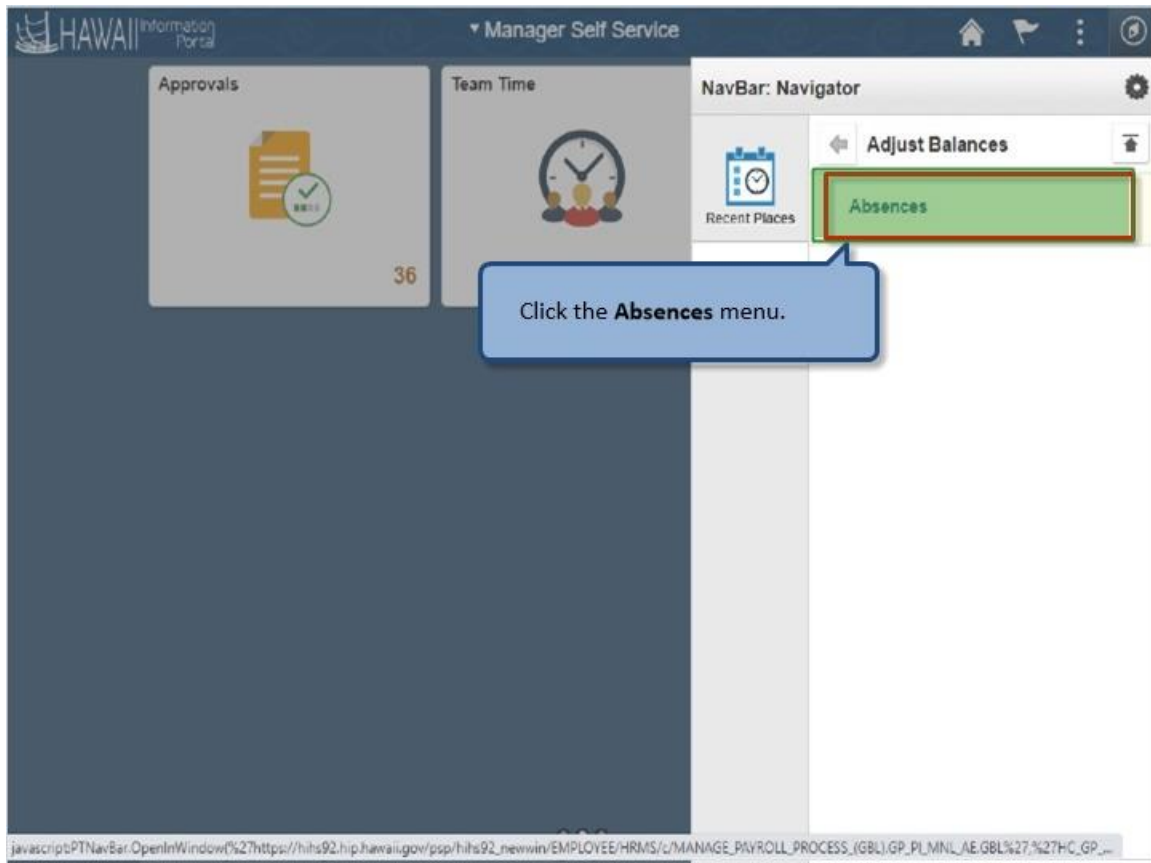 HAWAII Information
Portal
Manager Self Service
Approvals
36
Team Time
NavBar: Navigator
Recent Places
Adjust Balances
Absences
Click the Absences menu.
javascript:PTNavBar.OpenInWindow(%27https://hihs92.hip.hawaii.gov/psp/hihs92_newwin/EMPLOYEE/HRMS/c/MANAGE_PAYROLL_PROCESS_(GBL).GP_PI_MNL_AE.GBL%27,%27HC_GP_...